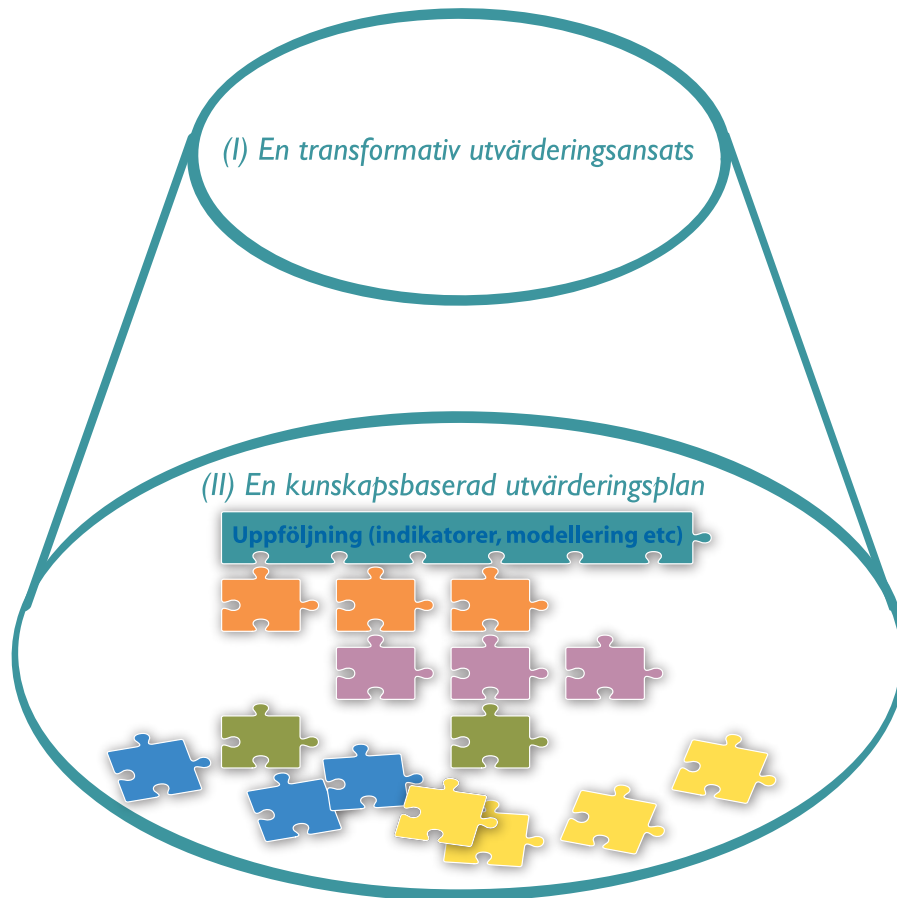 (I) En transformativ utvärderingsansats
(II) En kunskapsbaserad utvärderingsplan
Uppföljning (indikatorer, modellering etc)